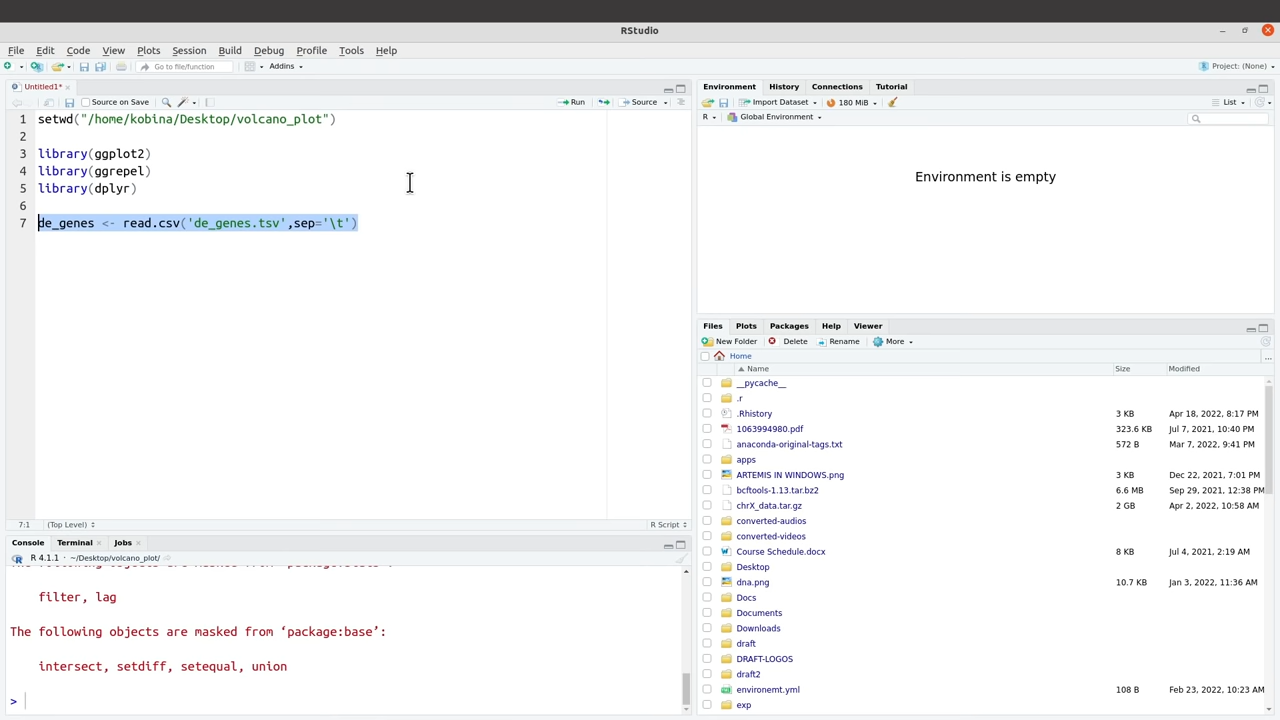 RStudio
File Edit Code View Plots Session Build Debug Profile Tools Help
Go to file/function Addins Project: (None)
Untitled1*
Source on Save Run Source
1 setwd("/home/kobina/Desktop/volcano_plot")
2
3 library(ggplot2)
4 library(ggrepel)
5 library(dplyr)
6
7 de_genes <- read.csv('de_genes.tsv',sep='\t')
7:1 (Top Level) R Script
Console Terminal Jobs
R 4.1.1 · ~/Desktop/volcano_plot/
filter, lag
The following objects are masked from ‘package:base’:
intersect, setdiff, setequal, union
>
Environment History Connections Tutorial
Import Dataset 180 MiB List
R Global Environment
Environment is empty
Files Plots Packages Help Viewer
New Folder Delete Rename More
Home ...
Name Size Modified
__pycache__
.r
.Rhistory 3 KB Apr 18, 2022, 8:17 PM
1063994980.pdf 323.6 KB Jul 7, 2021, 10:40 PM
anaconda-original-tags.txt 572 B Mar 7, 2022, 9:41 PM
apps
ARTEMIS IN WINDOWS.png 3 KB Dec 22, 2021, 7:01 PM
bcftools-1.13.tar.bz2 6.6 MB Sep 29, 2021, 12:38 PM
chrX_data.tar.gz 2 GB Apr 2, 2022, 10:58 AM
converted-audios
converted-videos
Course Schedule.docx 8 KB Jul 4, 2021, 2:19 AM
Desktop
dna.png 10.7 KB Jan 3, 2022, 11:36 AM
Docs
Documents
Downloads
draft
DRAFT-LOGOS
draft2
environemt.yml 108 B Feb 23, 2022, 10:23 AM
exp